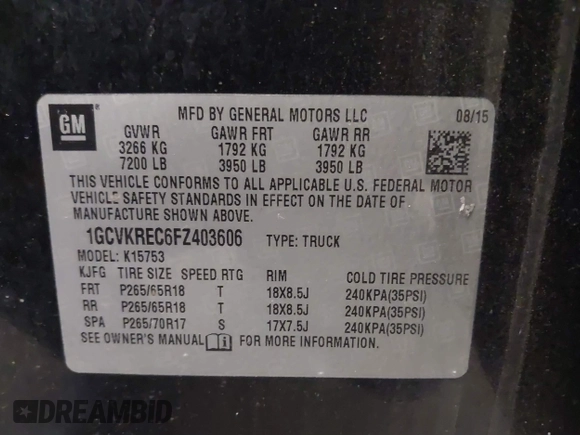 GM
MFD BY GENERAL MOTORS LLC 08/15
GVWR GAWR FRT GAWR RR
3266 KG 1792 KG 1792 KG
7200 LB 3950 LB 3950 LB
THIS VEHICLE CONFORMS TO ALL APPLICABLE U.S. FEDERAL MOTOR
VEHICLE SAFETY STANDARDS IN EFFECT ON THE DATE OF
MANUFACTURE SHOWN ABOVE.
1GCVKREC6FZ403606 TYPE: TRUCK
MODEL: K15753
KJFG TIRE SIZE SPEED RTG RIM COLD TIRE PRESSURE
FRT P265/65R18 T 18X8.5J 240KPA(35PSI)
RR P265/65R18 T 18X8.5J 240KPA(35PSI)
SPA P265/70R17 S 17X7.5J 240KPA(35PSI)
SEE OWNER'S MANUAL FOR MORE INFORMATION.
DREAMBID